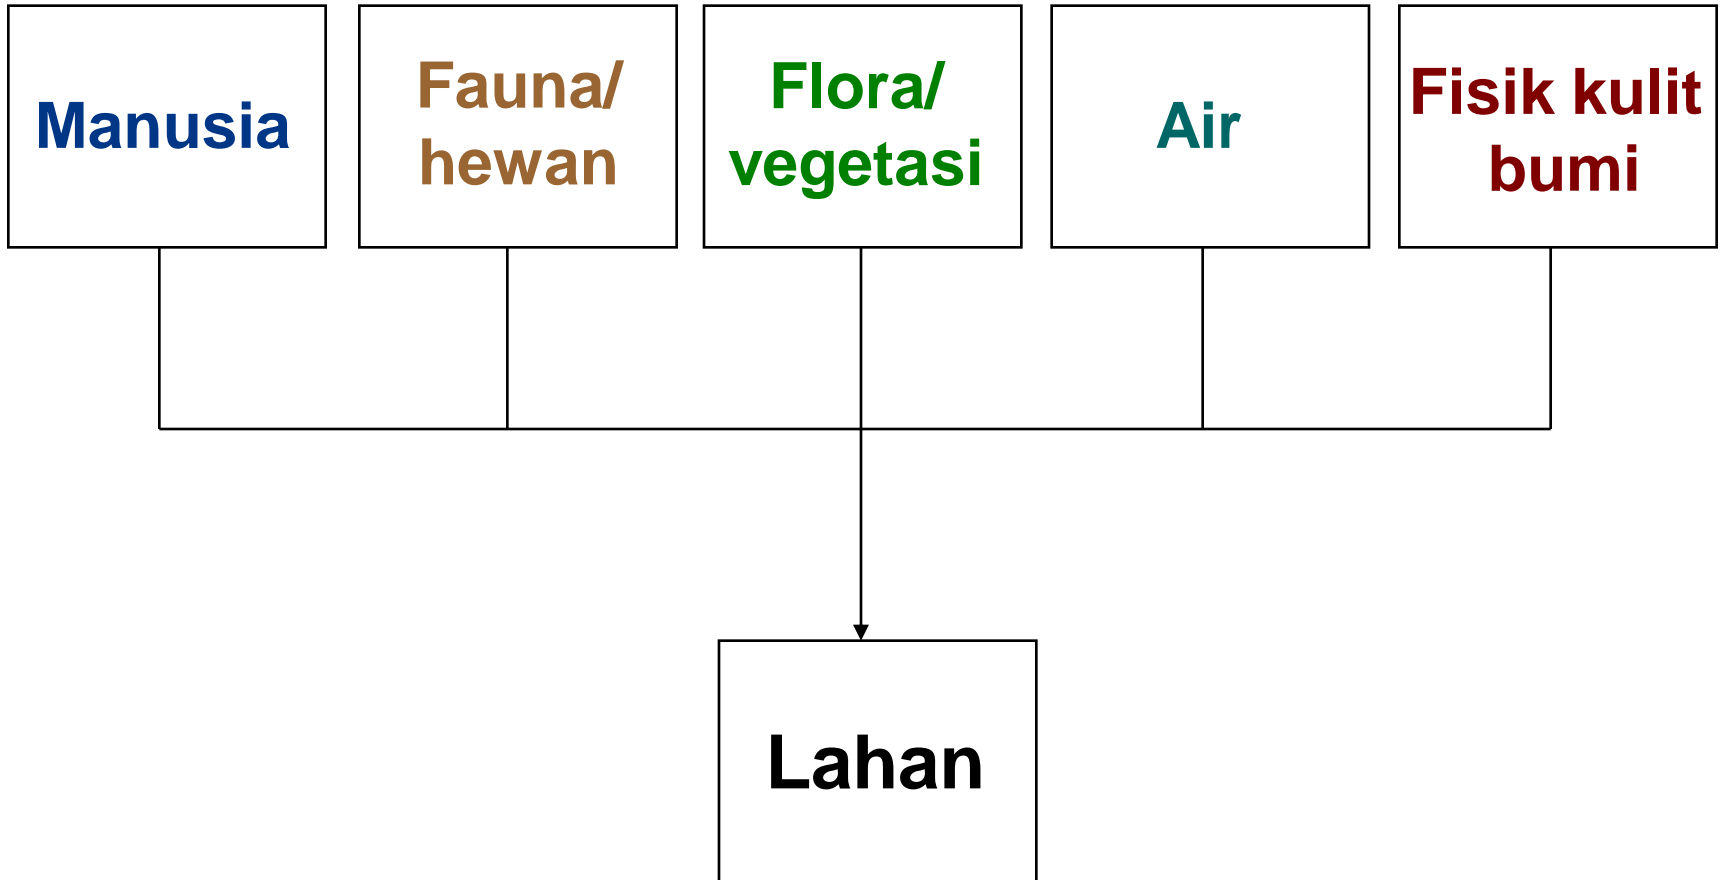 Manusia
Fauna/
hewan
Flora/
vegetasi
Air
Fisik kulit
bumi
Lahan